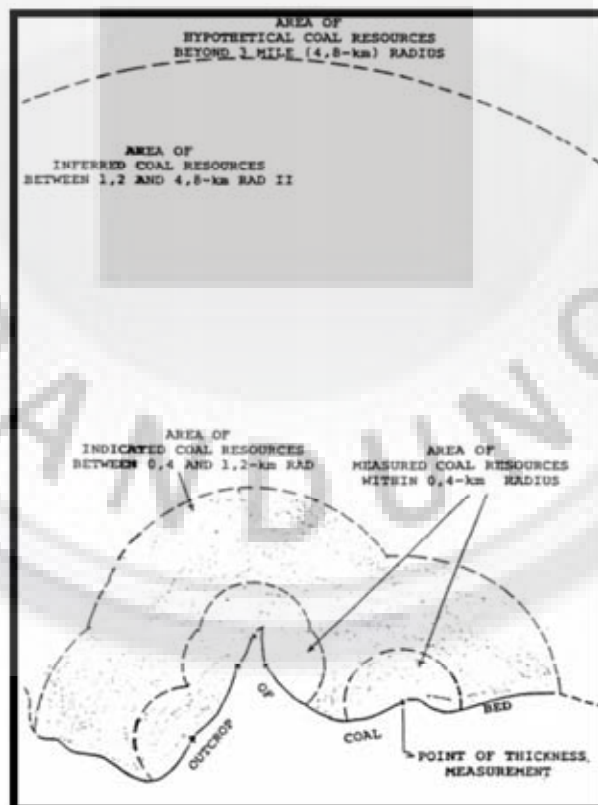 AREA OF
HYPOTHETICAL COAL RESOURCES
BEYOND 3 MILE (4,8-km) RADIUS
AREA OF
INFERRED COAL RESOURCES
BETWEEN 1,2 AND 4,8-km RAD II
ANDUNG
AREA OF
INDICATED COAL RESOURCES
BETWEEN 0,4 AND 1,2-km RAD
AREA OF
MEASURED COAL RESOURCES
WITHIN 0,4-km RADIUS
OUTCROP OF COAL BED
POINT OF THICKNESS
MEASUREMENT